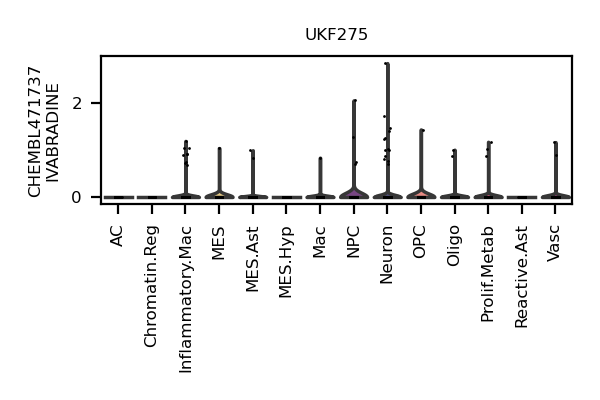 UKF275
CHEMBL471737
IVABRADINE
2
0
AC
Chromatin.Reg
Inflammatory.Mac
MES
MES.Ast
MES.Hyp
Mac
NPC
Neuron
OPC
Oligo
Prolif.Metab
Reactive.Ast
Vasc